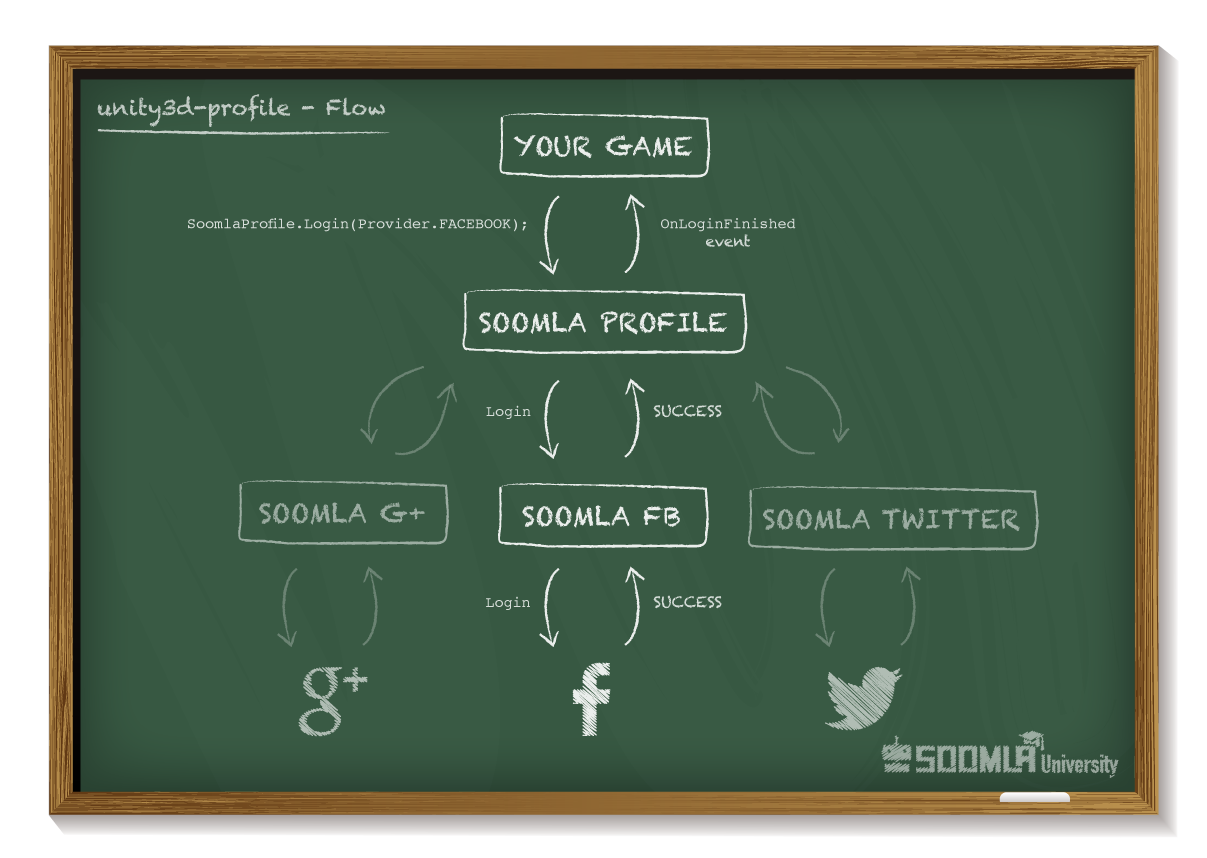 unity3d-profile - Flow
YOUR GAME
SoomlaProfile.Login(Provider.FACEBOOK);
OnLoginFinished
event
SOOMLA PROFILE
Login
SUCCESS
SOOMLA G+
SOOMLA FB
SOOMLA TWITTER
Login
SUCCESS
g+
f
SOOMLA University